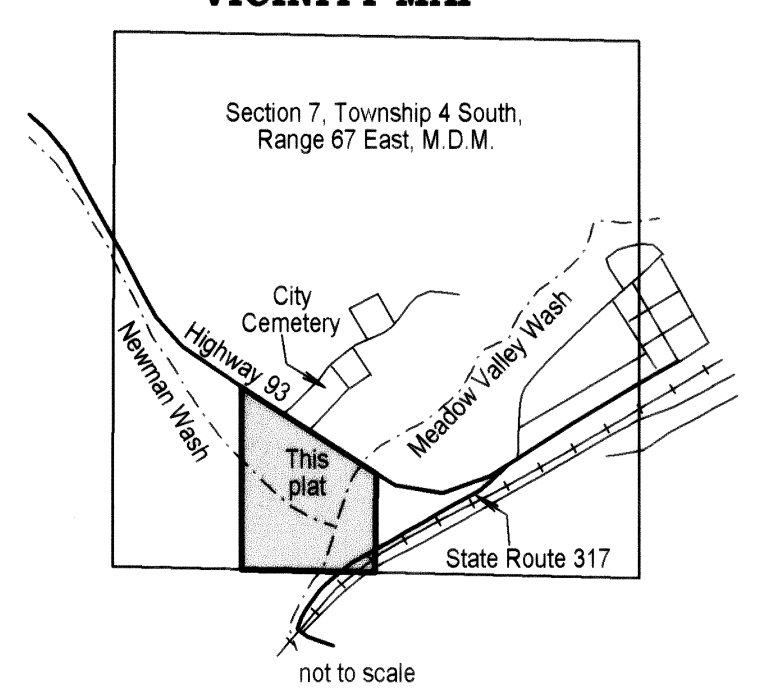 VICINITY MAP
Section 7, Township 4 South,
Range 67 East, M.D.M.
City
Cemetery
Highway 93
Newman Wash
Meadow Valley Wash
This
plat
State Route 317
not to scale